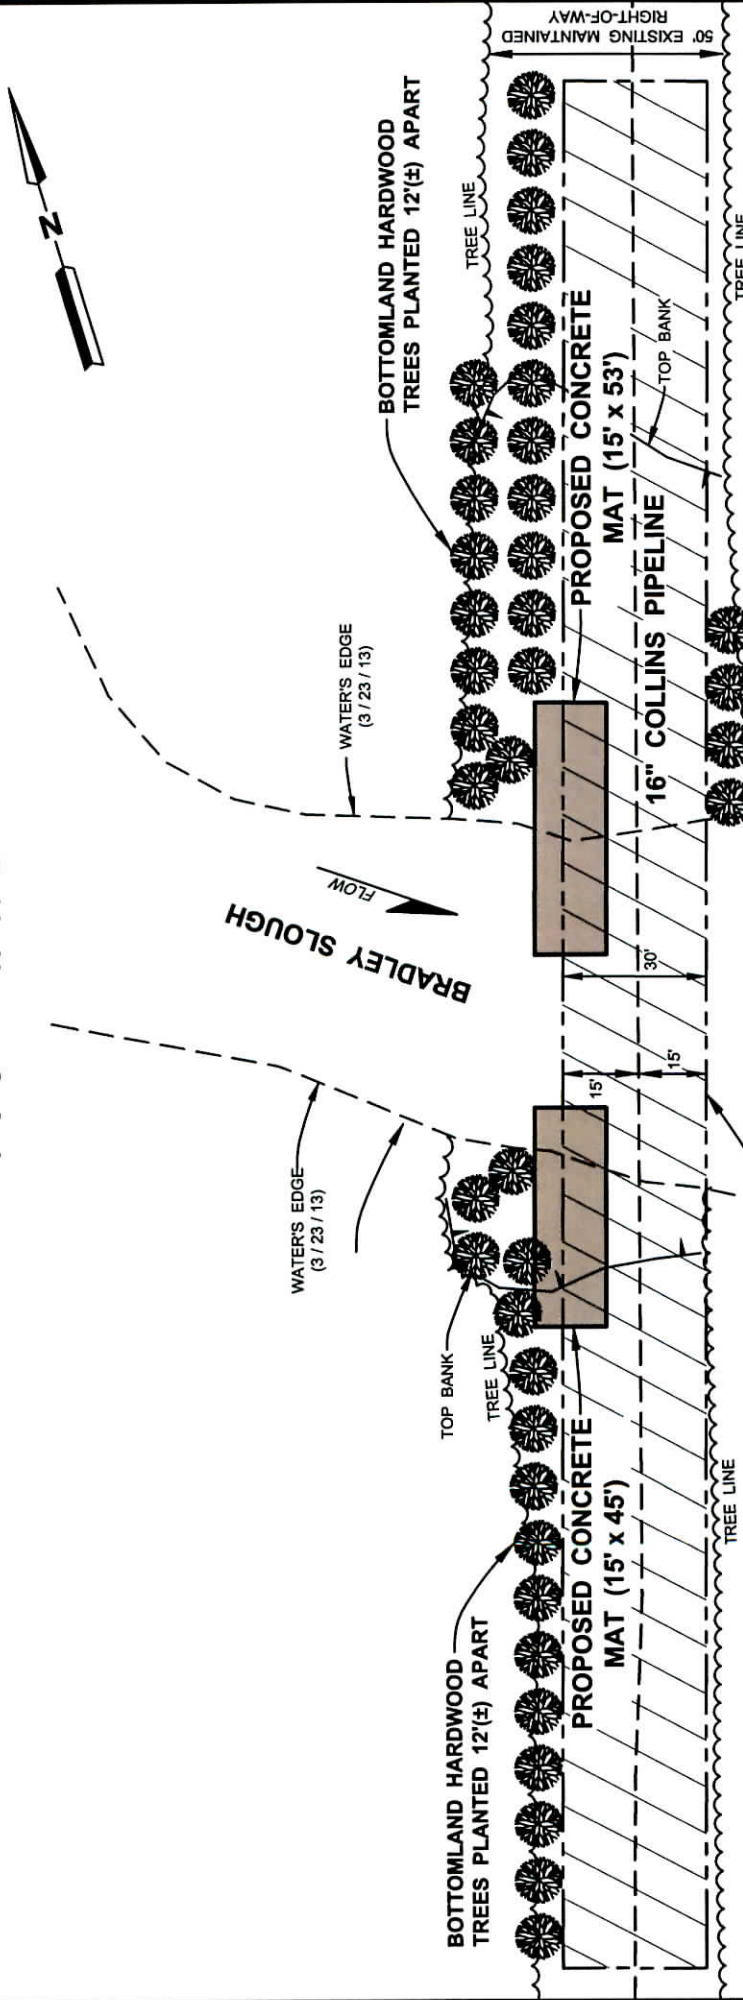 50' EXISTING MAINTAINED
RIGHT-OF-WAY
N
BOTTOMLAND HARDWOOD
TREES PLANTED 12'(±) APART
TREE LINE
TREE LINE
TOP BANK
PROPOSED CONCRETE
MAT (15' x 53')
16" COLLINS PIPELINE
WATER'S EDGE
(3 / 23 / 13)
FLOW
BRADLEY SLOUGH
30'
15'
15'
WATER'S EDGE
(3 / 23 / 13)
TOP BANK
TREE LINE
PROPOSED CONCRETE
MAT (15' x 45')
BOTTOMLAND HARDWOOD
TREES PLANTED 12'(±) APART
TREE LINE